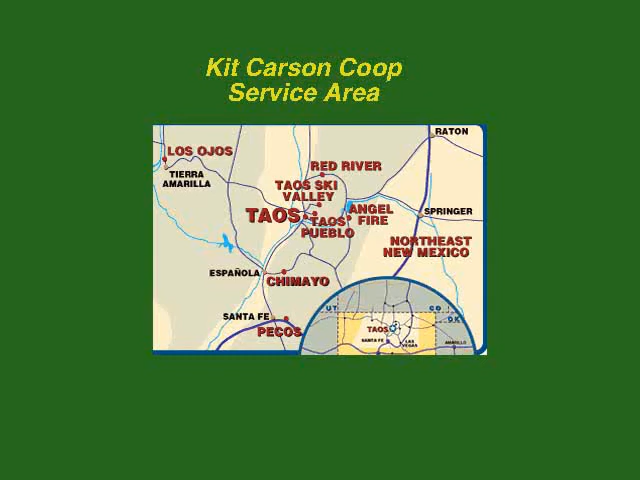 Kit Carson Coop
Service Area
RATON
LOS OJOS
TIERRA
AMARILLA
RED RIVER
TAOS SKI
VALLEY
TAOS
TAOS
PUEBLO
ANGEL
FIRE
SPRINGER
NORTHEAST
NEW MEXICO
ESPAÑOLA
CHIMAYO
SANTA FE
PECOS
UT
CO
OK
TAOS
SANTA FE
LAS
VEGAS
AMARILLO